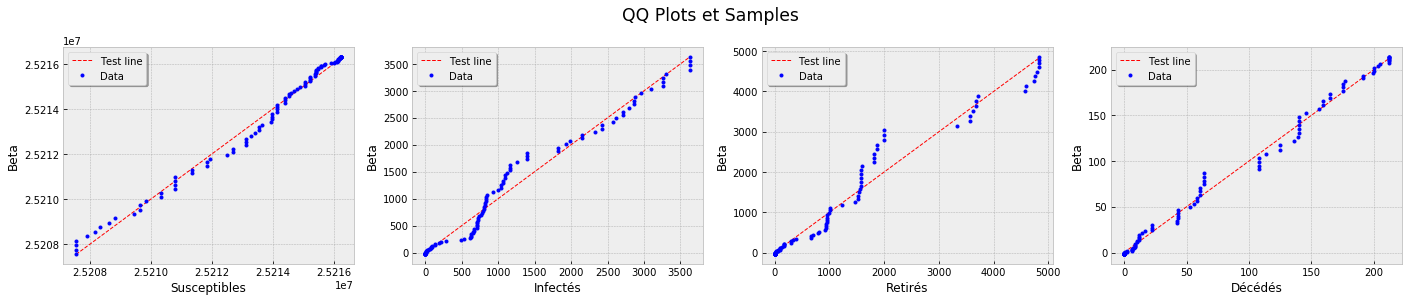 QQ Plots et Samples
1e7
Test line
Data
2.5216
2.5214
2.5212
2.5210
2.5208
Beta
2.5208
2.5210
2.5212
2.5214
2.5216
1e7
Susceptibles
Test line
Data
3500
3000
2500
2000
1500
1000
500
0
Beta
0
500
1000
1500
2000
2500
3000
3500
Infectés
Test line
Data
5000
4000
3000
2000
1000
0
Beta
0
1000
2000
3000
4000
5000
Retirés
Test line
Data
200
150
100
50
0
Beta
0
50
100
150
200
Décédés